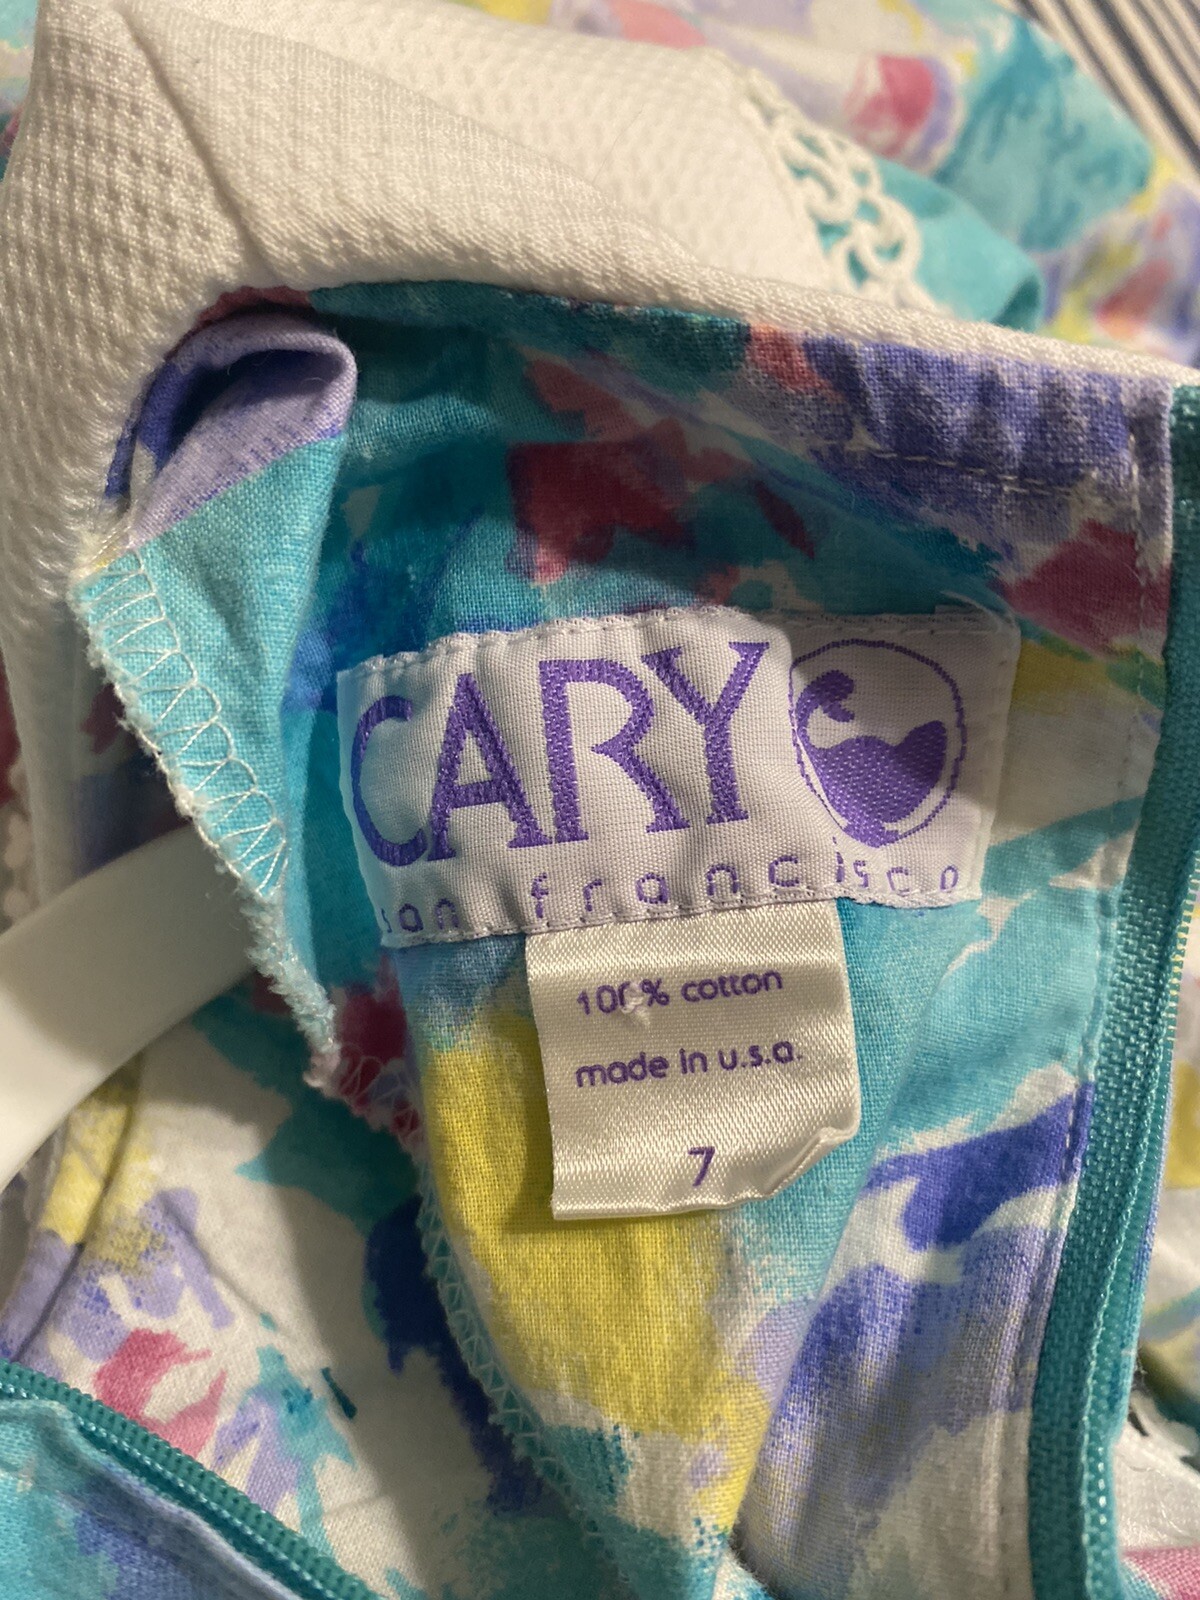 CARY
san francisco
100% cotton
made in u.s.a.
7